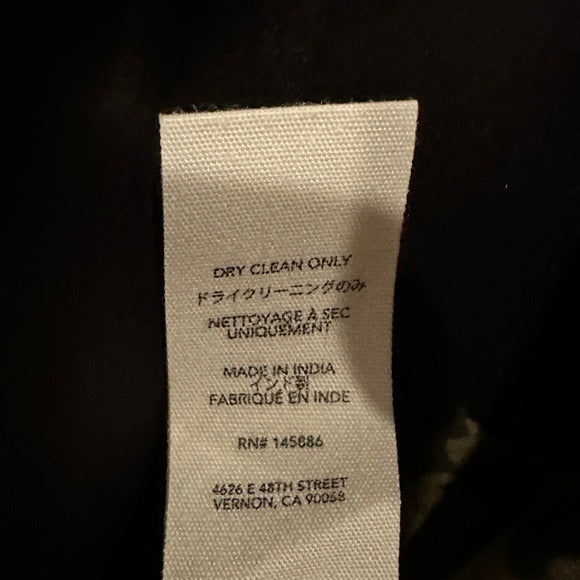 DRY CLEAN ONLY
ドライクリーニングのみ
NETTOYAGE À SEC
UNIQUEMENT
MADE IN INDIA
インド製
FABRIQUÉ EN INDE
RN# 145886
4626 E 48TH STREET
VERNON, CA 90058